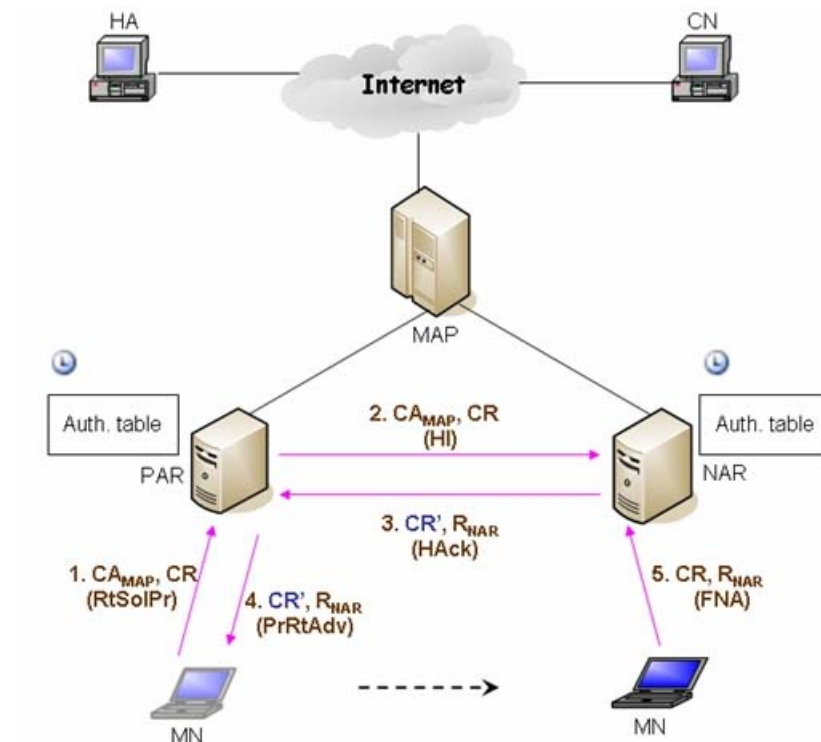 HA
CN
Internet
MAP
Auth. table
Auth. table
PAR
NAR
2. CA_MAP, CR
(HI)
3. CR', R_NAR
(HAck)
1. CA_MAP, CR
(RtSolPr)
4. CR', R_NAR
(PrRtAdv)
5. CR, R_NAR
(FNA)
MN
MN